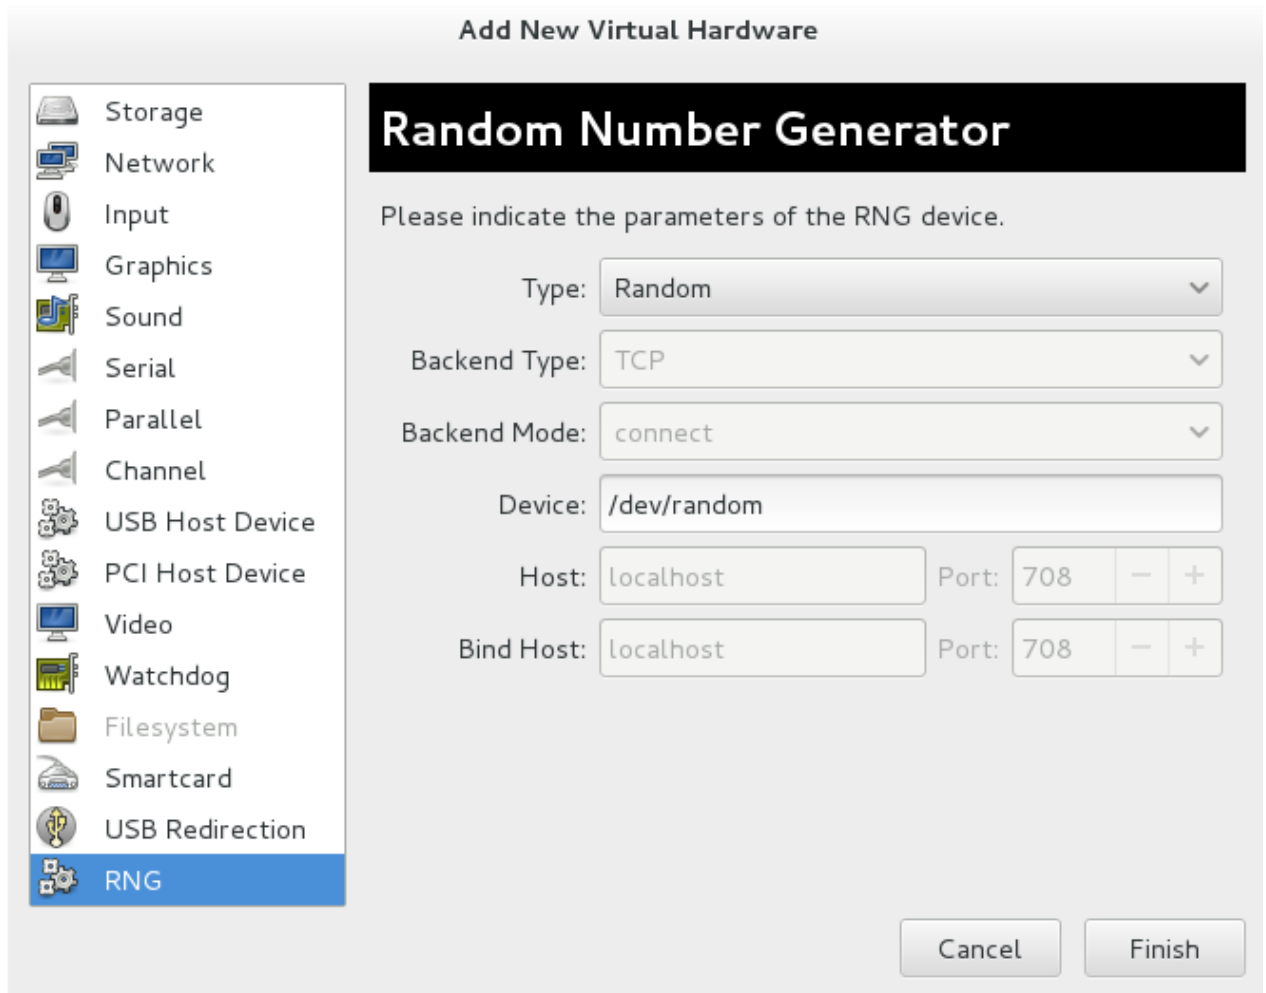 Add New Virtual Hardware
Storage
Network
Input
Graphics
Sound
Serial
Parallel
Channel
USB Host Device
PCI Host Device
Video
Watchdog
Filesystem
Smartcard
USB Redirection
RNG
Random Number Generator
Please indicate the parameters of the RNG device.
Type: Random
Backend Type: TCP
Backend Mode: connect
Device: /dev/random
Host: localhost Port: 708 − +
Bind Host: localhost Port: 708 − +
Cancel Finish